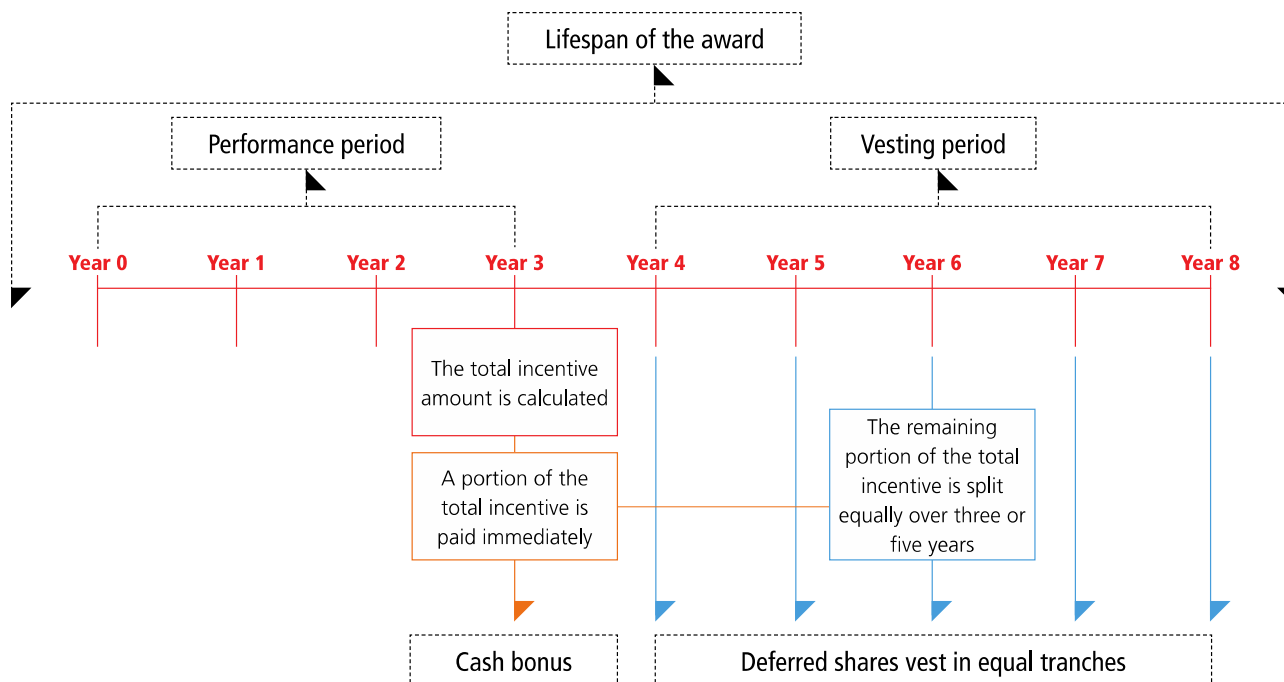 Lifespan of the award
Performance period
Vesting period
Year 0 Year 1 Year 2 Year 3 Year 4 Year 5 Year 6 Year 7 Year 8
The total incentive
amount is calculated
A portion of the
total incentive is
paid immediately
The remaining
portion of the total
incentive is split
equally over three or
five years
Cash bonus
Deferred shares vest in equal tranches